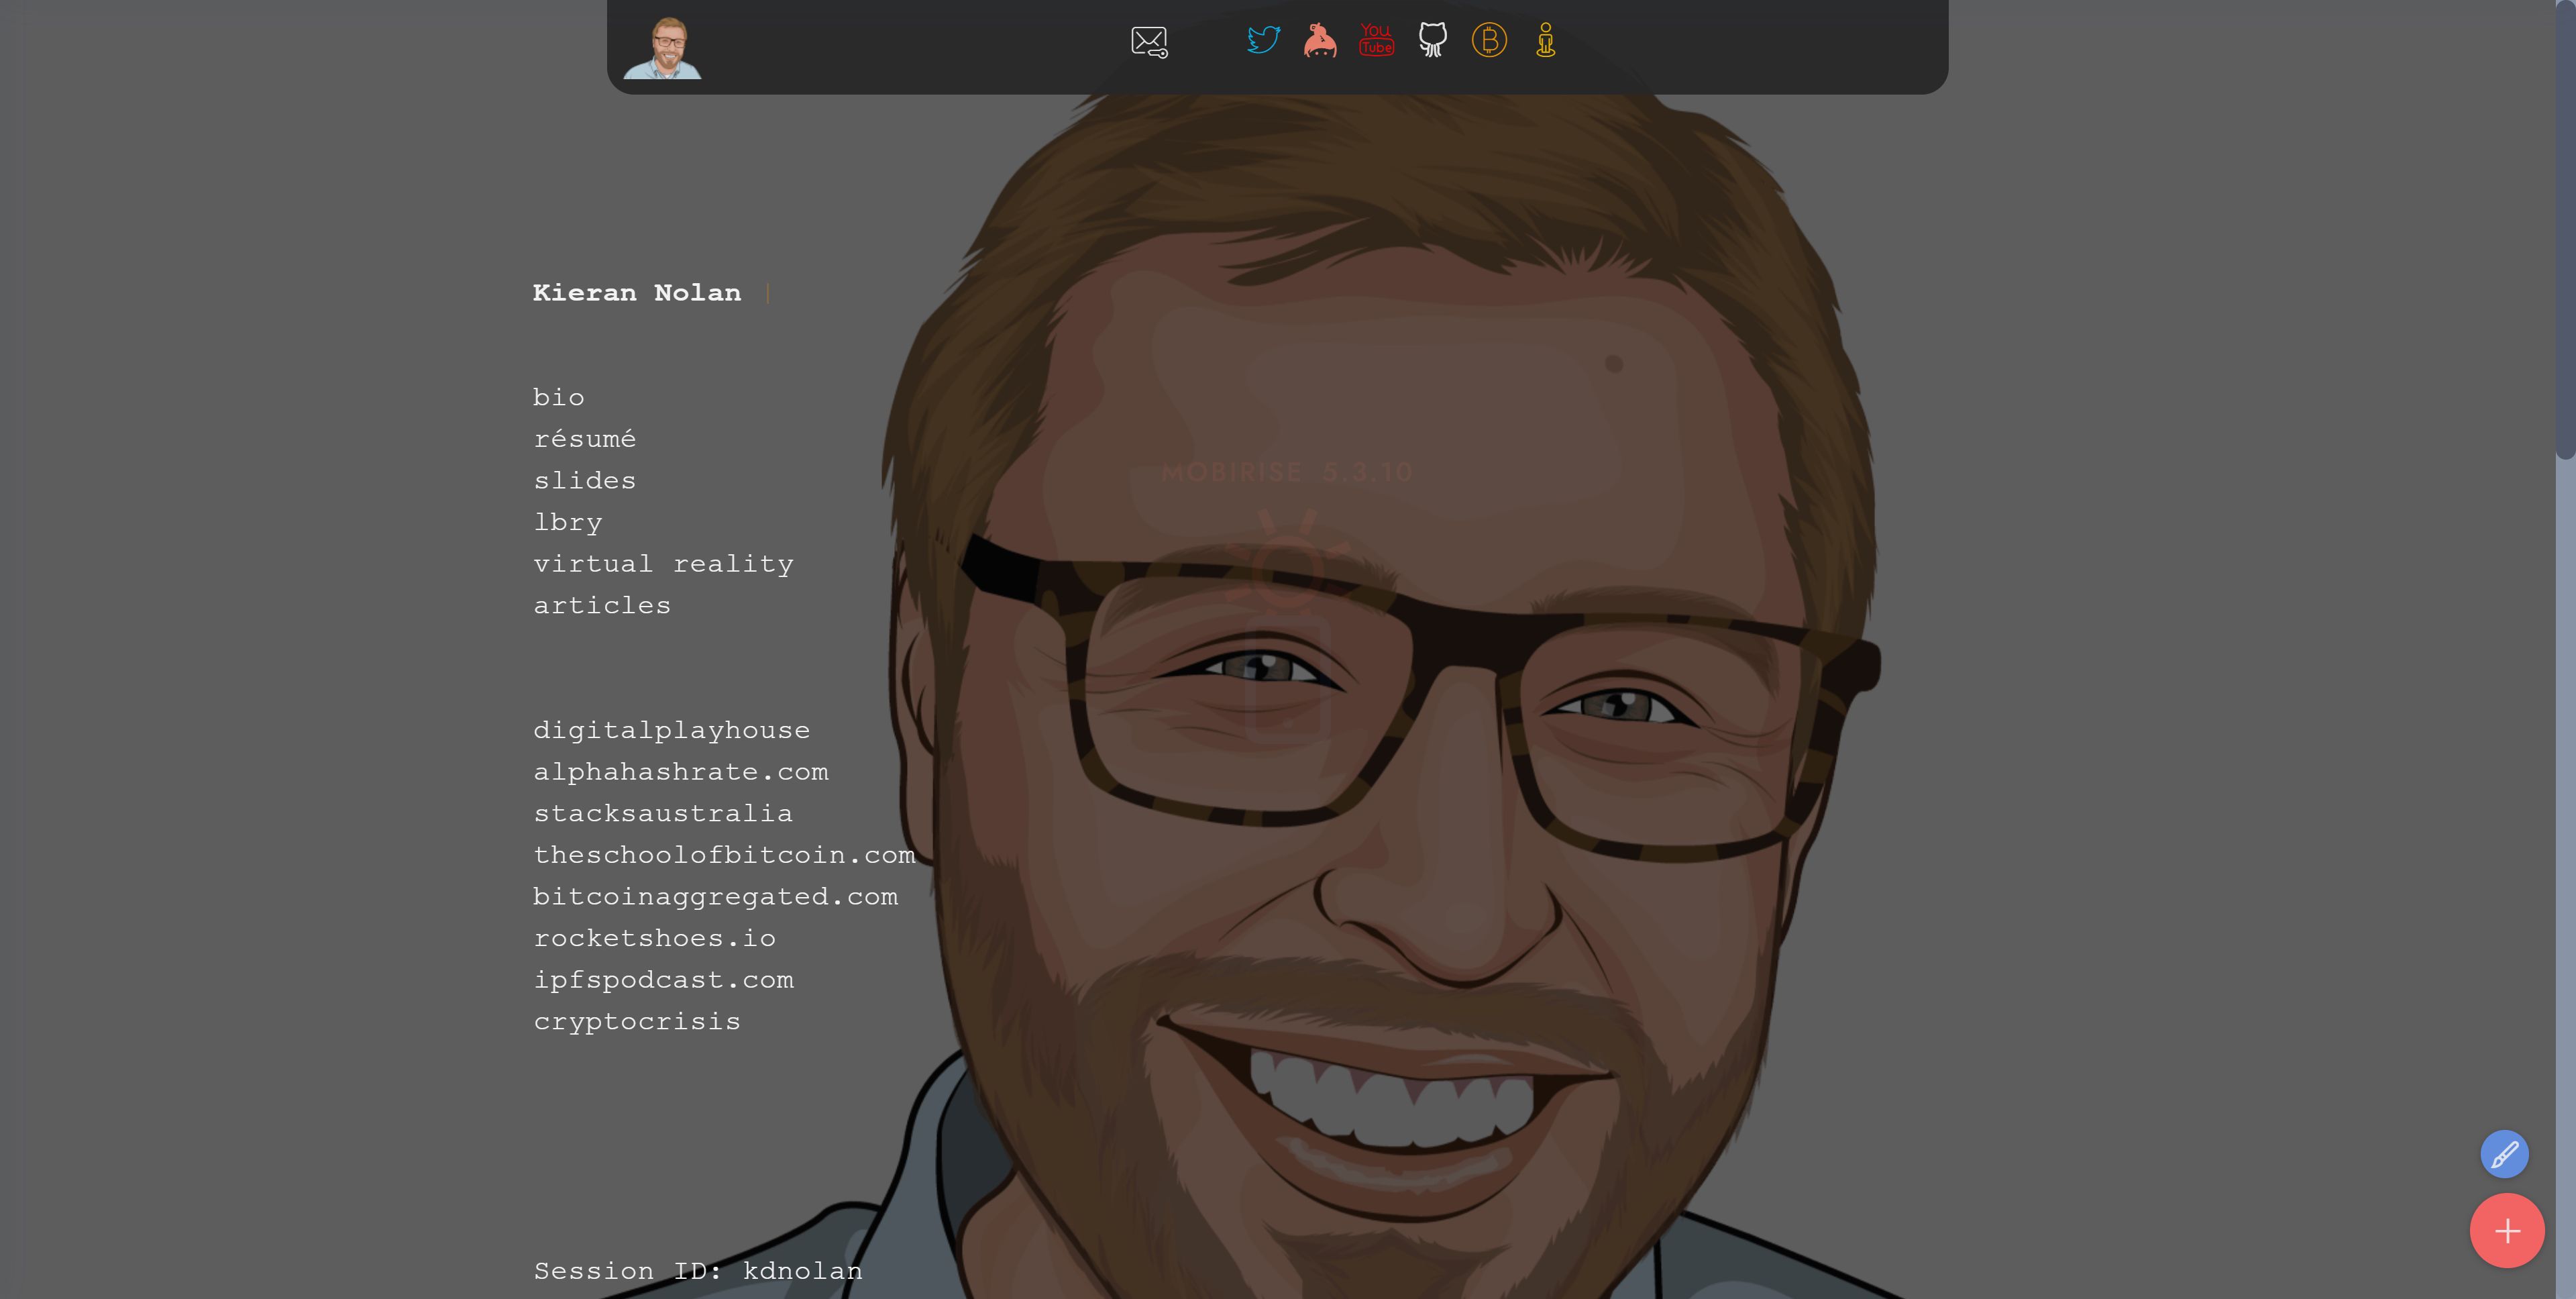 You
Tube
Kieran Nolan
bio
résumé
slides
lbry
virtual reality
articles
MOBIRISE 5.3.10
digitalplayhouse
alphahashrate.com
stacksaustralia
theschoolofbitcoin.com
bitcoinaggregated.com
rocketshoes.io
ipfspodcast.com
cryptocrisis
Session ID: kdnolan